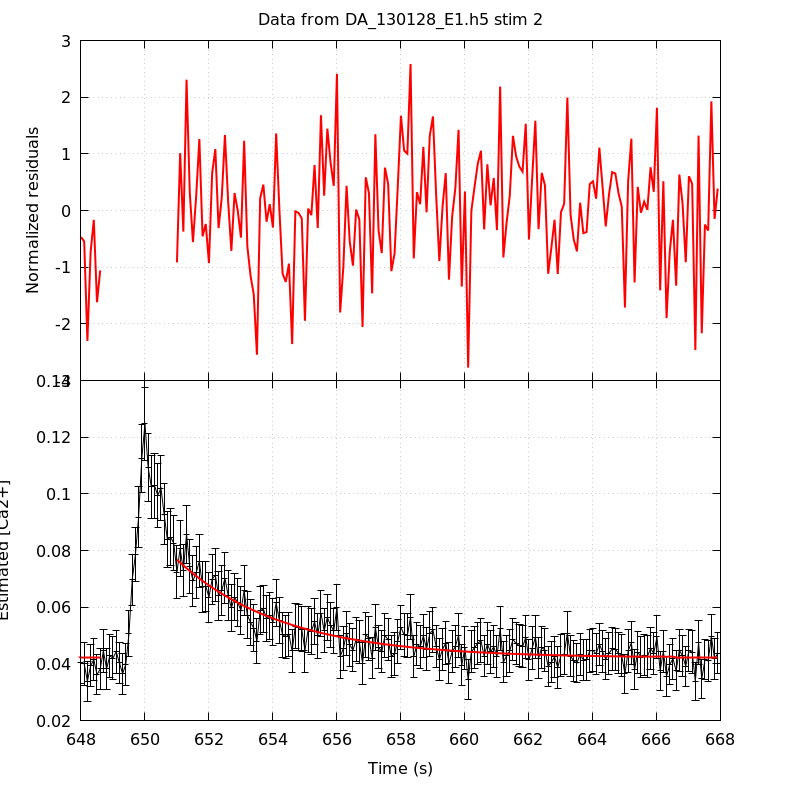 Data from DA_130128_E1.h5 stim 2
Normalized residuals
3
2
1
0
-1
-2
-3
Estimated [Ca2+]
0.14
0.12
0.1
0.08
0.06
0.04
0.02
648 650 652 654 656 658 660 662 664 666 668
Time (s)